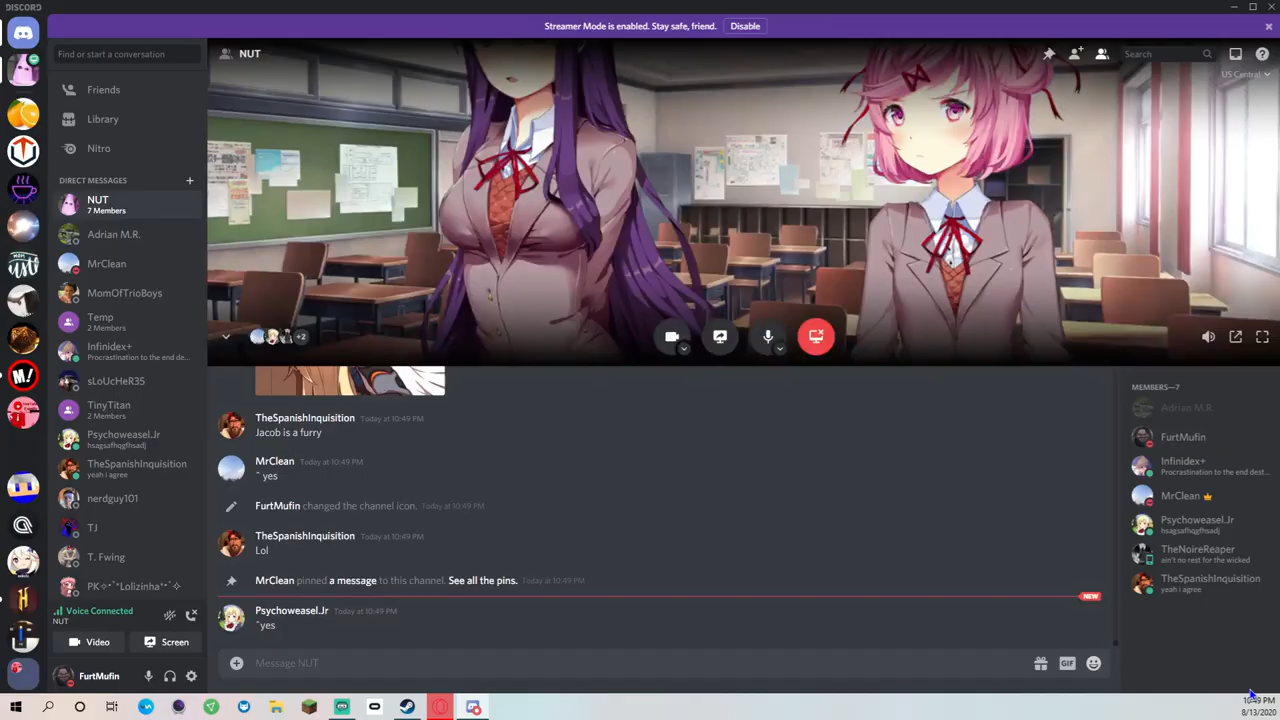 DISCORD
Streamer Mode is enabled. Stay safe, friend. Disable
Find or start a conversation
NUT
Search
US Central
Friends
Library
Nitro
DIRECT MESSAGES +
NUT
7 Members
Adrian M.R.
MrClean
MomOfTrioBoys
Temp
2 Members
Infinidex+
Procrastination to the end de...
sLoUcHeR35
TinyTitan
2 Members
Psychoweasel.Jr
hsagsafhqgfhsadj
TheSpanishInquisition
yeah i agree
nerdguy101
TJ
T. Fwing
PK✧･ﾟ*Lolizinha*ﾟ･✧
Voice Connected
NUT
Video
Screen
FurtMufin
+2
TheSpanishInquisition Today at 10:49 PM
Jacob is a furry
MrClean Today at 10:49 PM
^ yes
FurtMufin changed the channel icon. Today at 10:49 PM
TheSpanishInquisition Today at 10:49 PM
Lol
MrClean pinned a message to this channel. See all the pins. Today at 10:49 PM
NEW
Psychoweasel.Jr Today at 10:49 PM
^yes
Message NUT
GIF
MEMBERS—7
Adrian M.R.
FurtMufin
Infinidex+
Procrastination to the end dest...
MrClean
Psychoweasel.Jr
hsagsafhqgfhsadj
TheNoireReaper
ain't no rest for the wicked
TheSpanishInquisition
yeah i agree
10:49 PM
8/13/2020